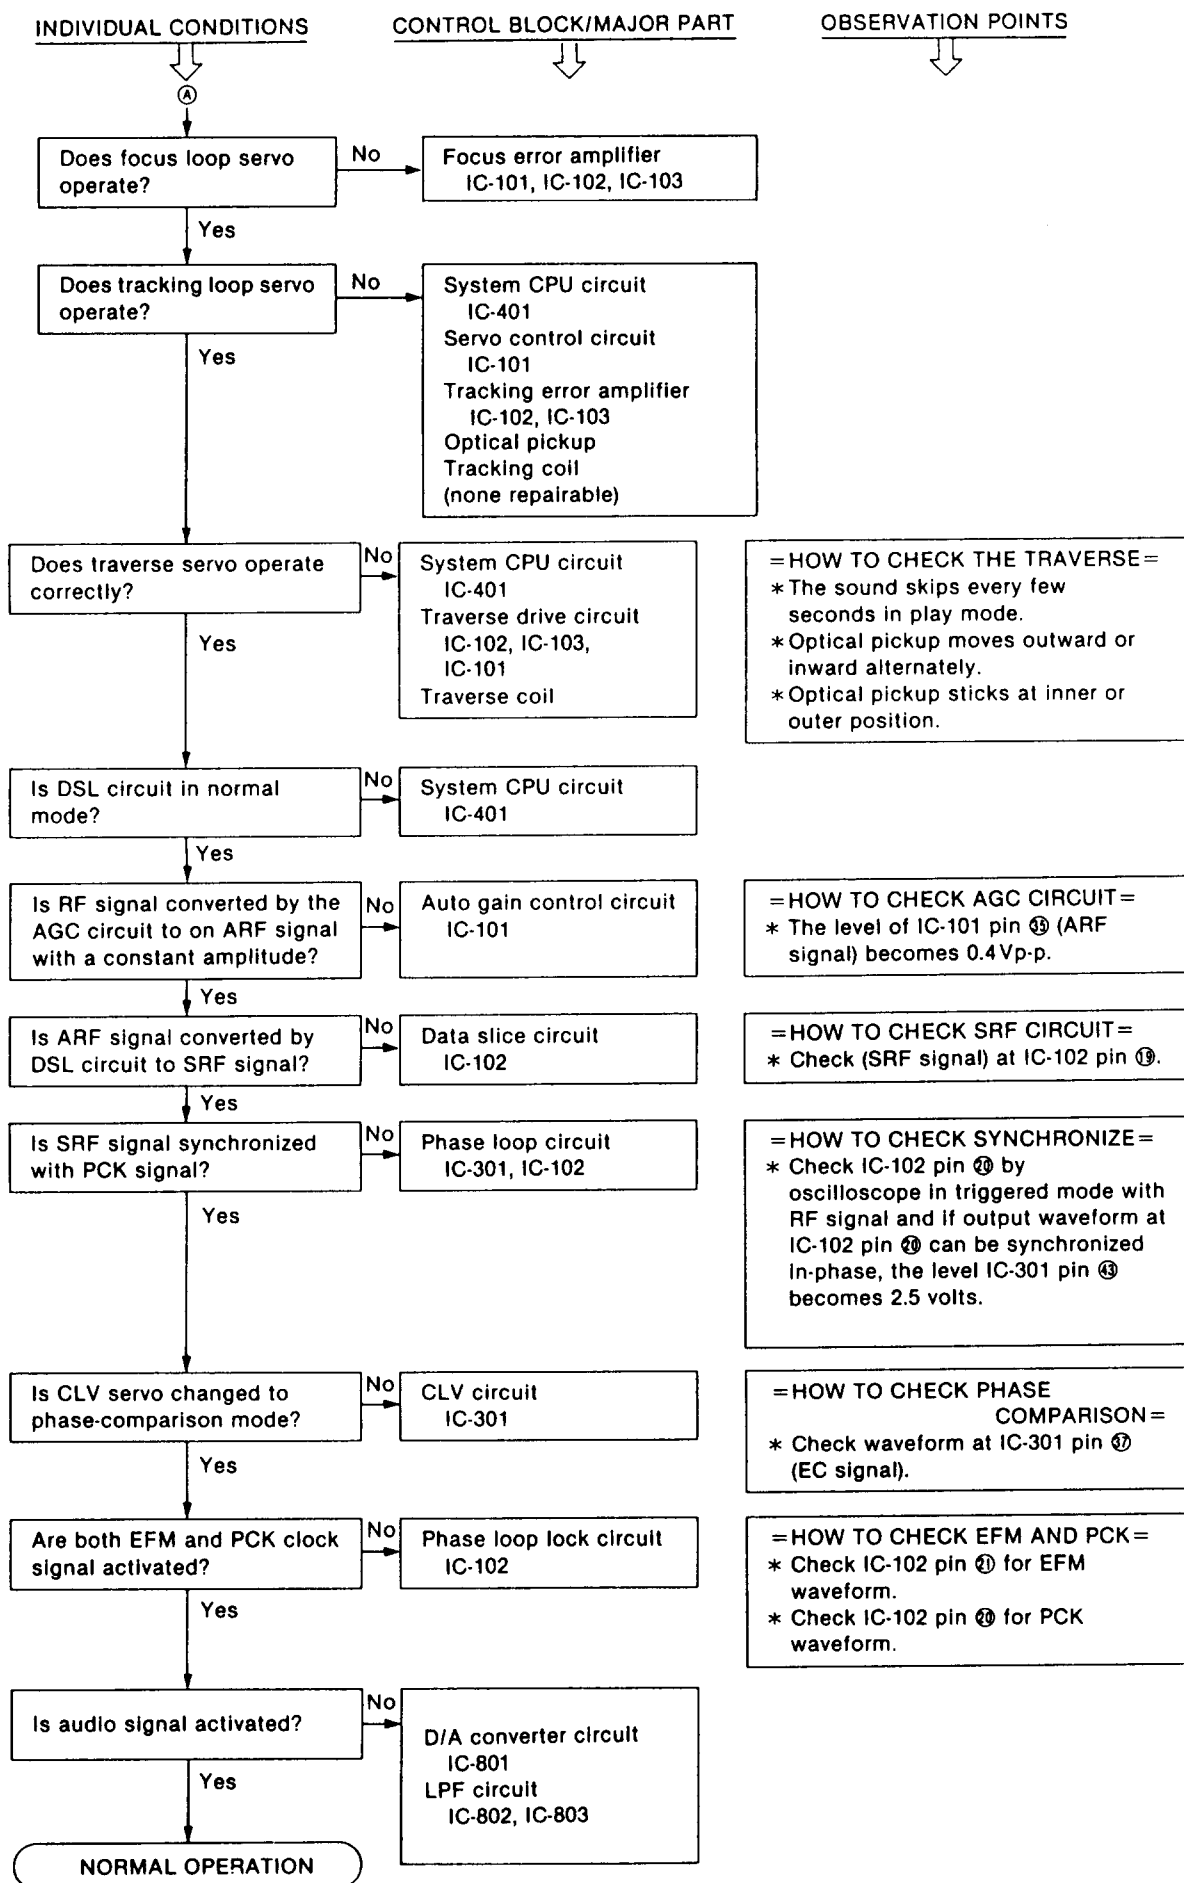 INDIVIDUAL CONDITIONS
CONTROL BLOCK/MAJOR PART
OBSERVATION POINTS
Ⓐ
Does focus loop servo
operate?
No
Focus error amplifier
IC-101, IC-102, IC-103
Yes
Does tracking loop servo
operate?
No
System CPU circuit
IC-401
Servo control circuit
IC-101
Tracking error amplifier
IC-102, IC-103
Optical pickup
Tracking coil
(none repairable)
Yes
Does traverse servo operate
correctly?
No
System CPU circuit
IC-401
Traverse drive circuit
IC-102, IC-103,
IC-101
Traverse coil
=HOW TO CHECK THE TRAVERSE=
* The sound skips every few
seconds in play mode.
* Optical pickup moves outward or
inward alternately.
* Optical pickup sticks at inner or
outer position.
Yes
Is DSL circuit in normal
mode?
No
System CPU circuit
IC-401
Yes
Is RF signal converted by the
AGC circuit to on ARF signal
with a constant amplitude?
No
Auto gain control circuit
IC-101
=HOW TO CHECK AGC CIRCUIT=
* The level of IC-101 pin ㉟ (ARF
signal) becomes 0.4Vp-p.
Yes
Is ARF signal converted by
DSL circuit to SRF signal?
No
Data slice circuit
IC-102
=HOW TO CHECK SRF CIRCUIT=
* Check (SRF signal) at IC-102 pin ⑲.
Yes
Is SRF signal synchronized
with PCK signal?
No
Phase loop circuit
IC-301, IC-102
=HOW TO CHECK SYNCHRONIZE=
* Check IC-102 pin ⑳ by
oscilloscope in triggered mode with
RF signal and if output waveform at
IC-102 pin ⑳ can be synchronized
in-phase, the level IC-301 pin ㊸
becomes 2.5 volts.
Yes
Is CLV servo changed to
phase-comparison mode?
No
CLV circuit
IC-301
=HOW TO CHECK PHASE
COMPARISON=
* Check waveform at IC-301 pin ㊲
(EC signal).
Yes
Are both EFM and PCK clock
signal activated?
No
Phase loop lock circuit
IC-102
=HOW TO CHECK EFM AND PCK=
* Check IC-102 pin ㉑ for EFM
waveform.
* Check IC-102 pin ⑳ for PCK
waveform.
Yes
Is audio signal activated?
No
D/A converter circuit
IC-801
LPF circuit
IC-802, IC-803
Yes
NORMAL OPERATION